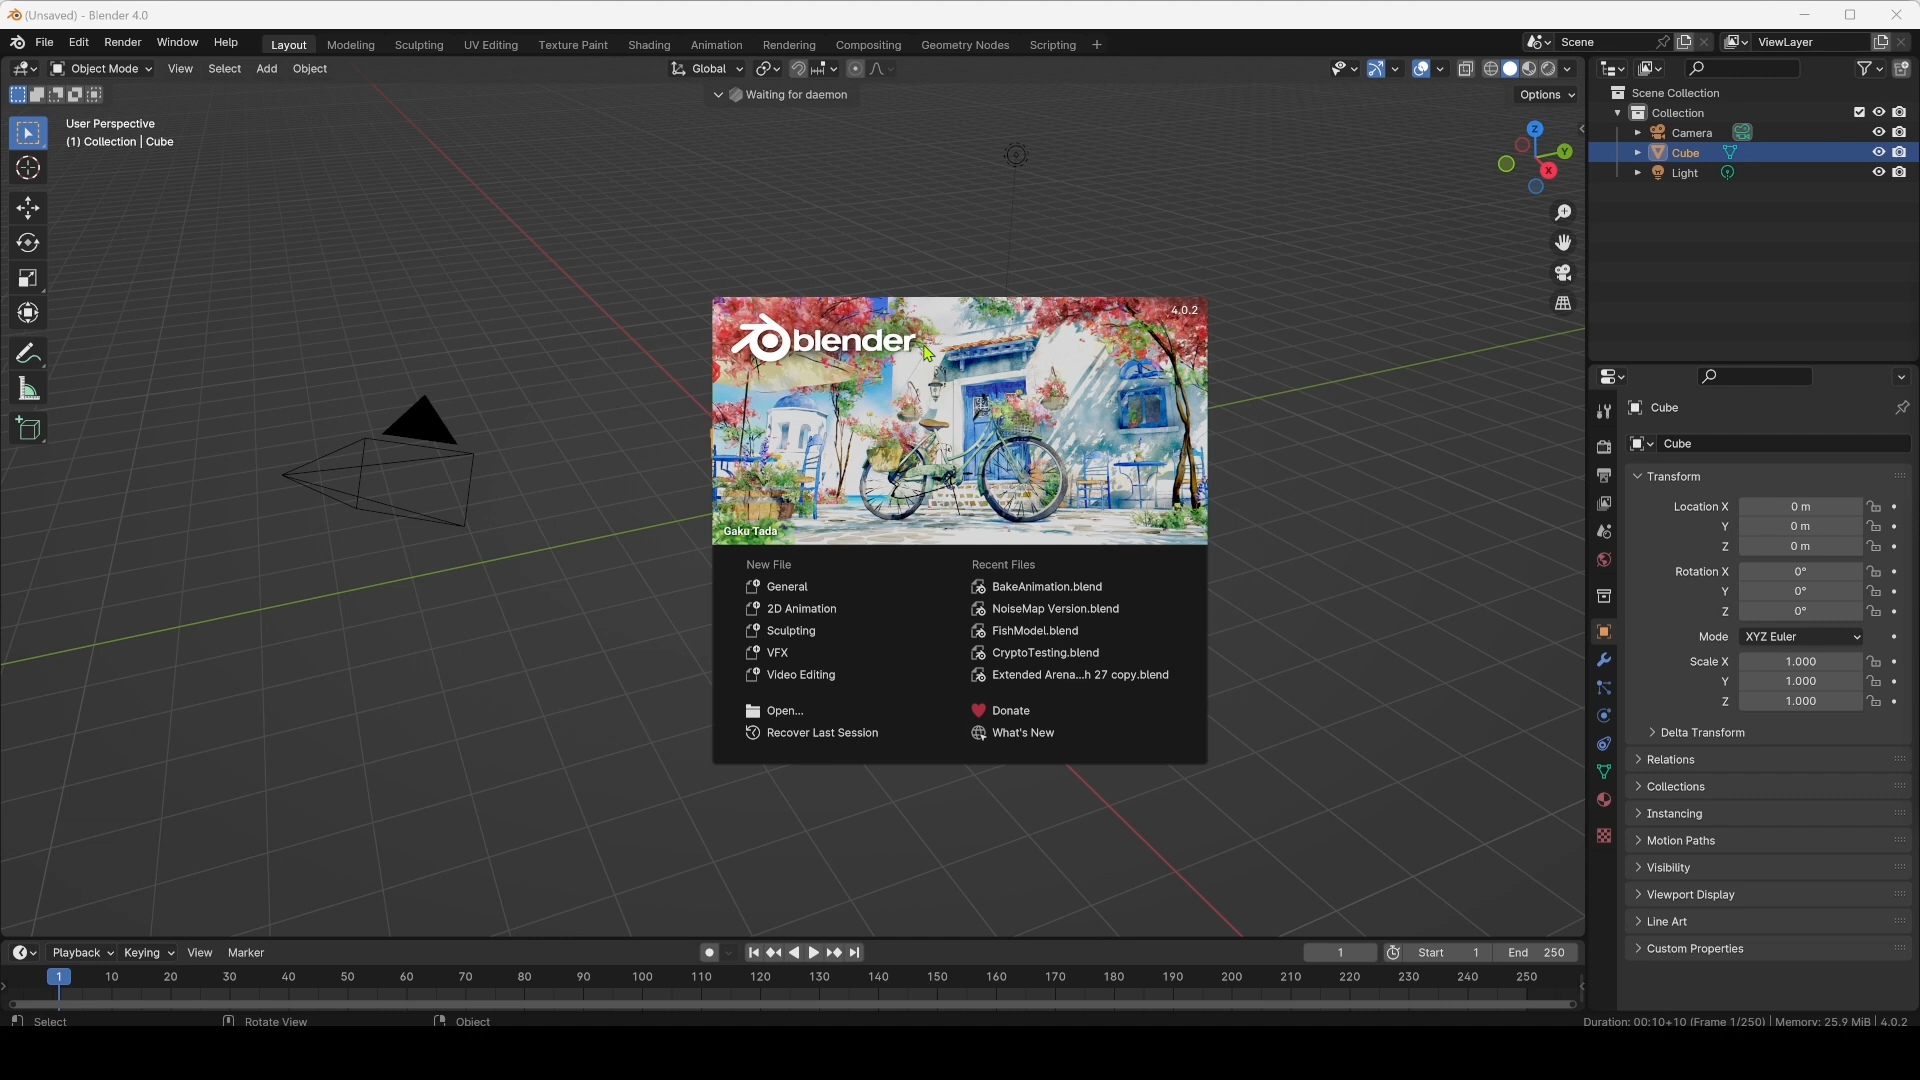 (Unsaved) - Blender 4.0
File Edit Render Window Help Layout Modeling Sculpting UV Editing Texture Paint Shading Animation Rendering Compositing Geometry Nodes Scripting + Scene ViewLayer
Object Mode View Select Add Object Global
Waiting for daemon Options
User Perspective
(1) Collection | Cube
Z
Y
X
Scene Collection
Collection
Camera
Cube
Light
4.0.2
blender
Gaku Tada
New File
General
2D Animation
Sculpting
VFX
Video Editing
Open...
Recover Last Session
Recent Files
BakeAnimation.blend
NoiseMap Version.blend
FishModel.blend
CryptoTesting.blend
Extended Arena...h 27 copy.blend
Donate
What's New
Cube
Cube
Transform
Location X 0 m
Y 0 m
Z 0 m
Rotation X 0°
Y 0°
Z 0°
Mode XYZ Euler
Scale X 1.000
Y 1.000
Z 1.000
Delta Transform
Relations
Collections
Instancing
Motion Paths
Visibility
Viewport Display
Line Art
Custom Properties
Playback Keying View Marker 1 Start 1 End 250
1 10 20 30 40 50 60 70 80 90 100 110 120 130 140 150 160 170 180 190 200 210 220 230 240 250
Select Rotate View Object Duration: 00:10+10 (Frame 1/250) | Memory: 25.9 MiB | 4.0.2